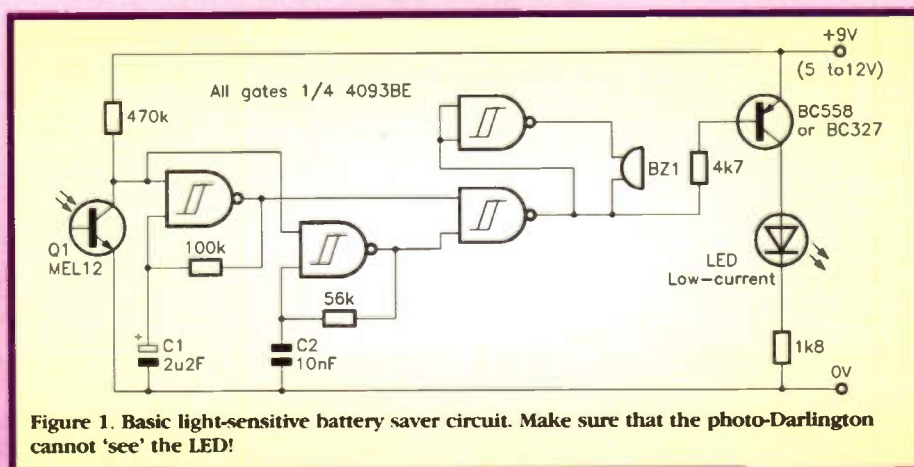 +9V
(5 to12V)
All gates 1/4 4093BE
470k
BC558
or BC327
BZ1
4k7
Q1
MEL12
100k
56k
LED
Low-current
+
C1
2u2F
C2
10nF
1k8
0V
Figure 1. Basic light-sensitive battery saver circuit. Make sure that the photo-Darlington
cannot 'see' the LED!